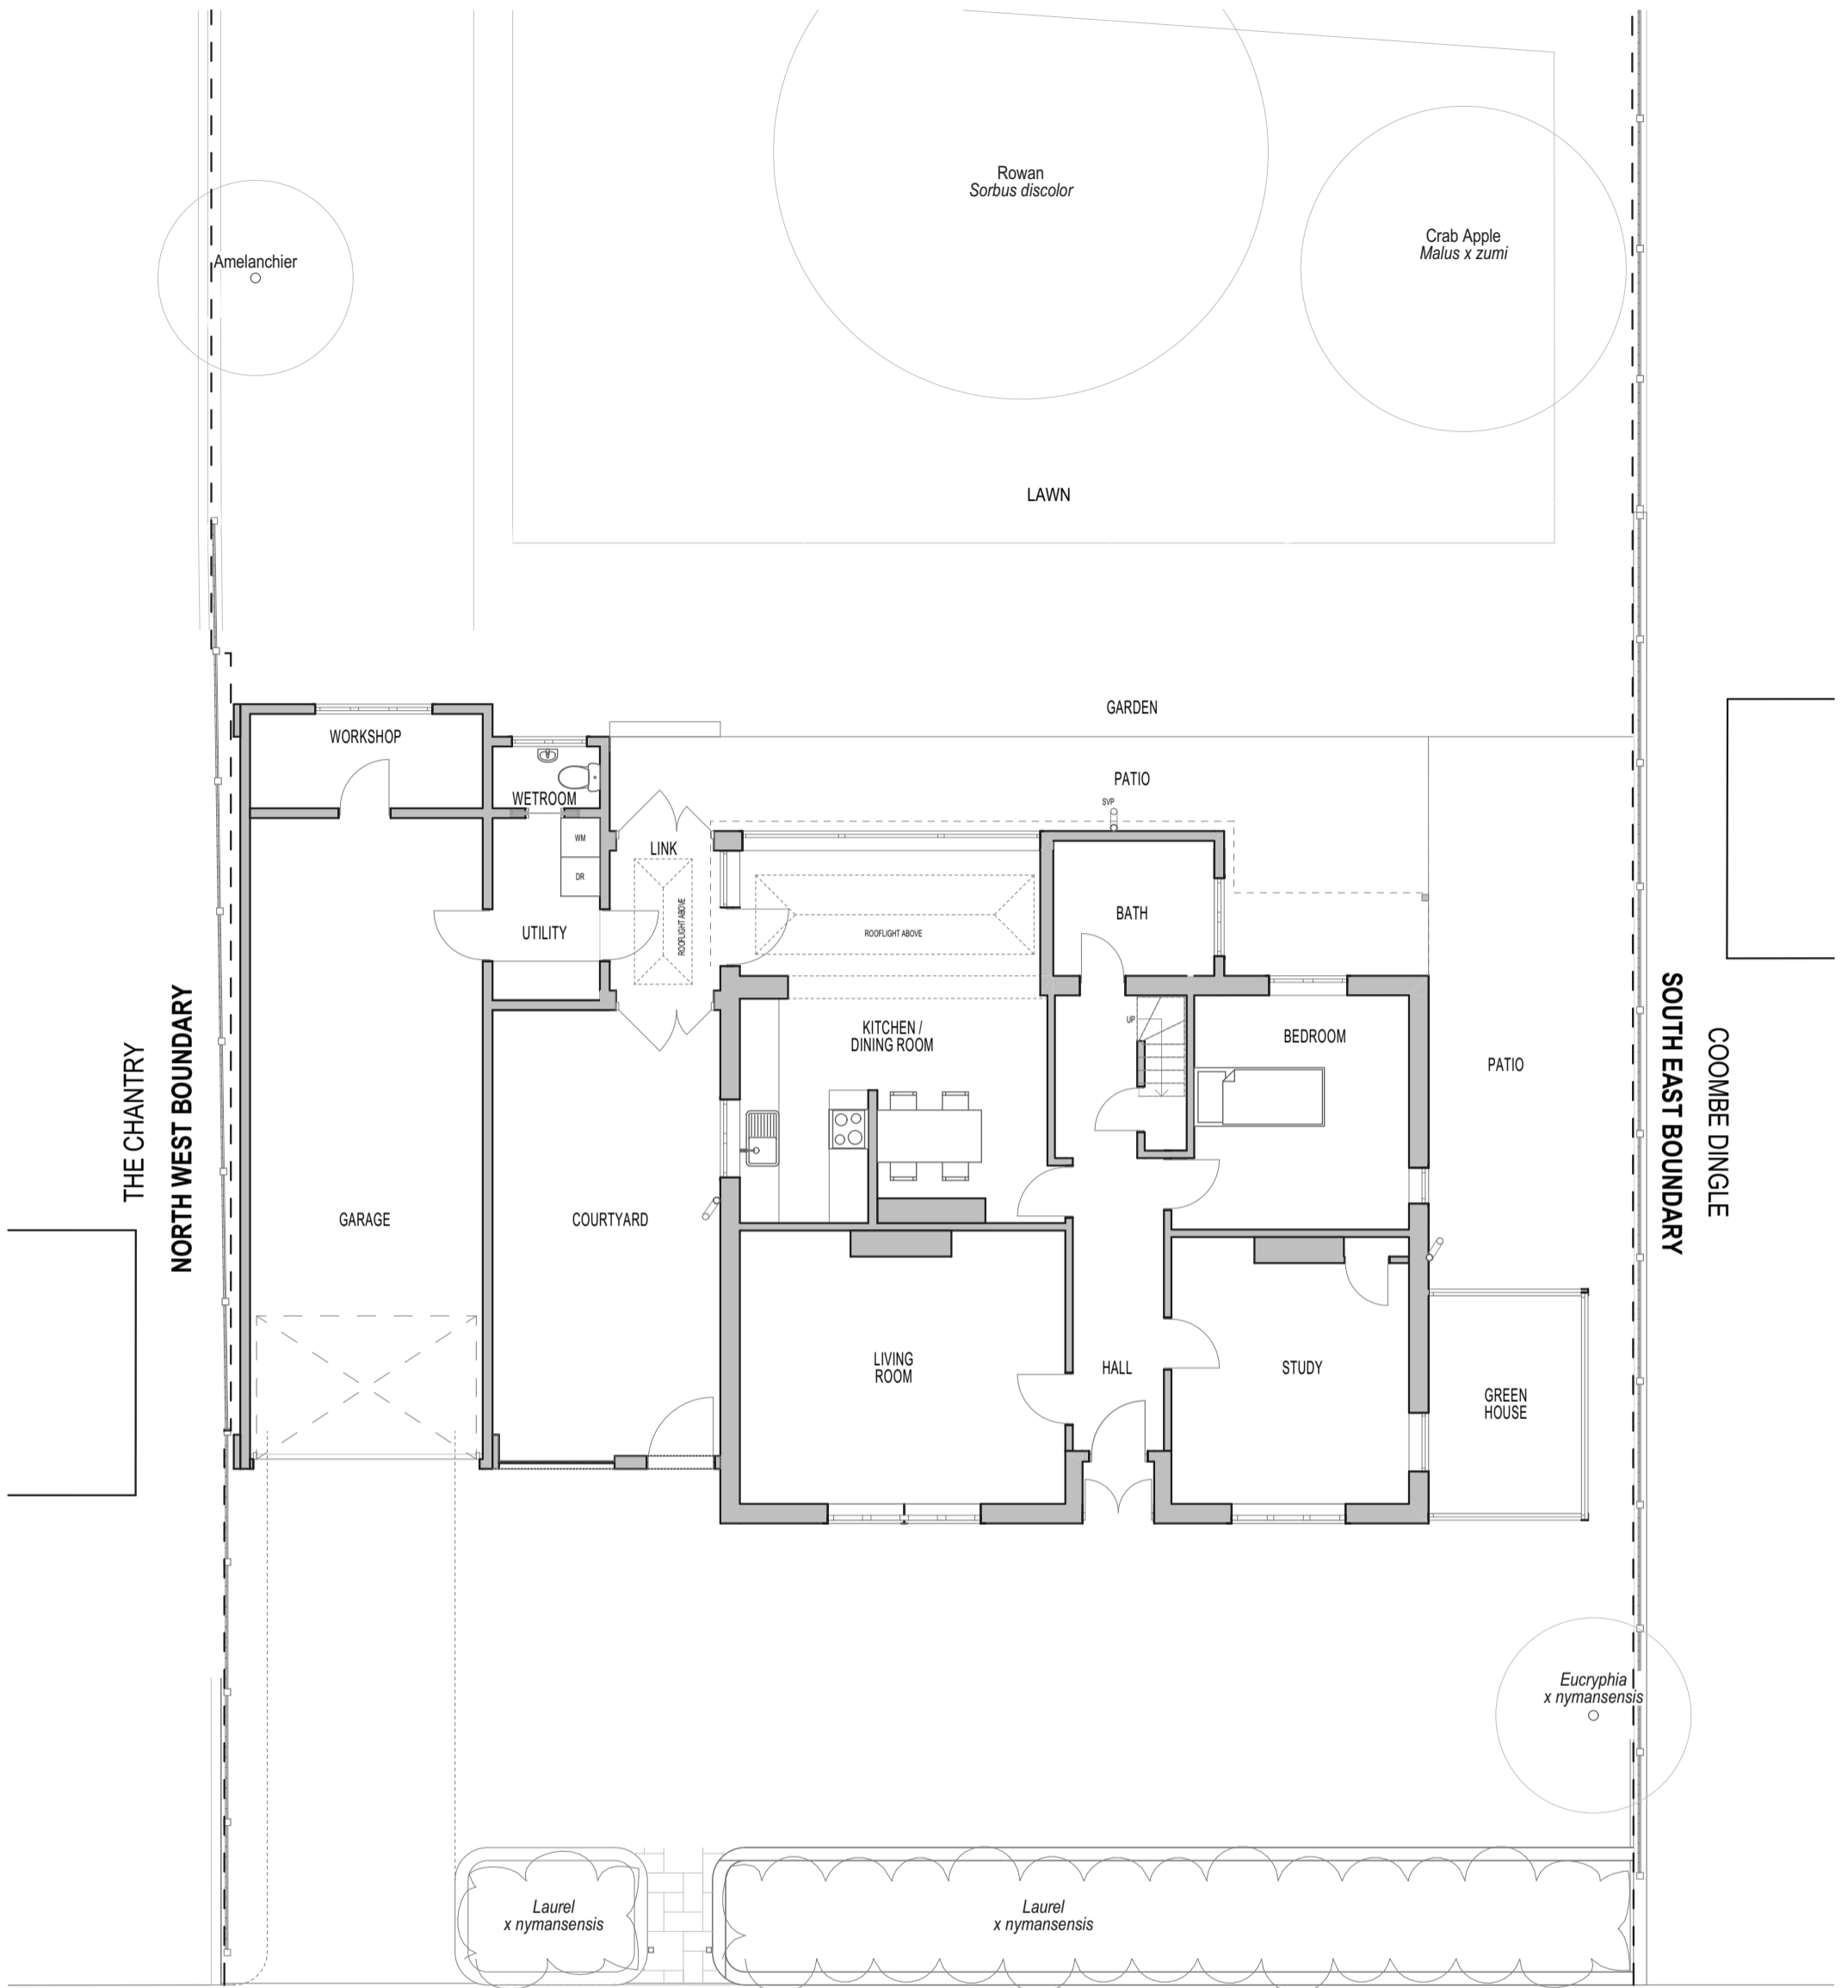 Rowan
Sorbus discolor
Crab Apple
Malus x zumi
Amelanchier
LAWN
GARDEN
WORKSHOP
PATIO
WETROOM
SVP
WM
LINK
DR
ROOFLIGHT ABOVE
UTILITY
ROOFLIGHT ABOVE
BATH
UP
KITCHEN /
DINING ROOM
BEDROOM
PATIO
THE CHANTRY
NORTH WEST BOUNDARY
SOUTH EAST BOUNDARY
COOMBE DINGLE
GARAGE
COURTYARD
LIVING
ROOM
HALL
STUDY
GREEN
HOUSE
Eucryphia
x nymansensis
Laurel
x nymansensis
Laurel
x nymansensis